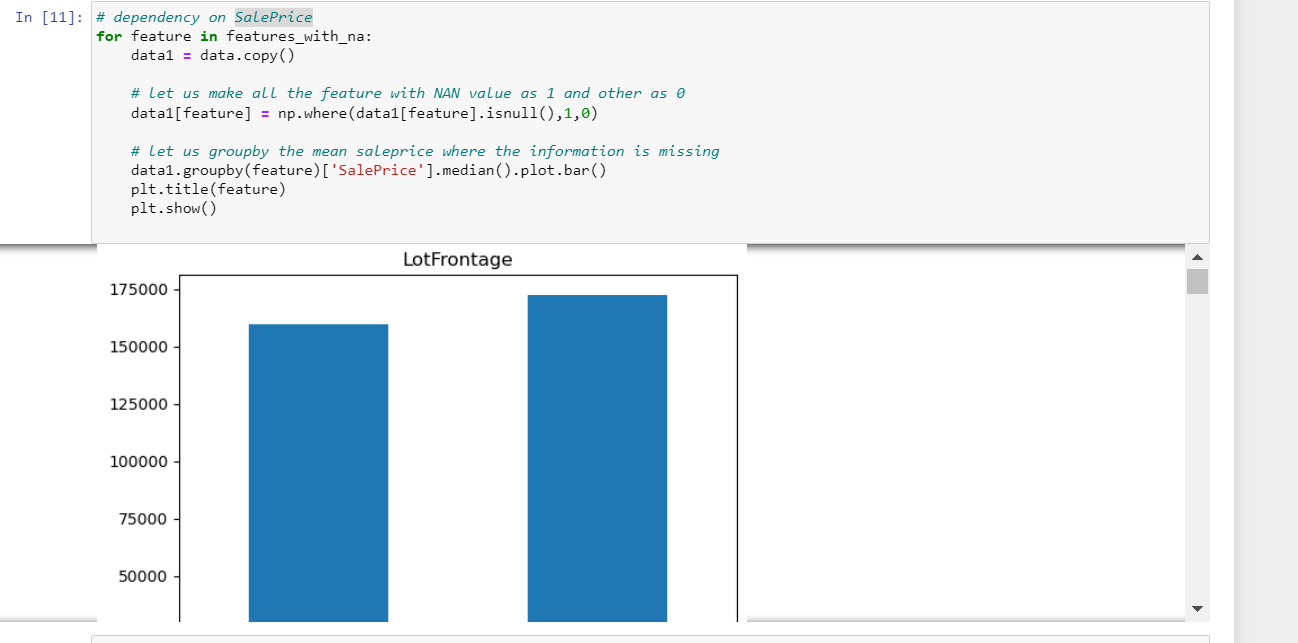 In [11]:
# dependency on SalePrice
for feature in features_with_na:
    data1 = data.copy()
    # let us make all the feature with NAN value as 1 and other as 0
    data1[feature] = np.where(data1[feature].isnull(),1,0)
    # let us groupby the mean saleprice where the information is missing
    data1.groupby(feature)['SalePrice'].median().plot.bar()
    plt.title(feature)
    plt.show()
LotFrontage
175000
150000
125000
100000
75000
50000